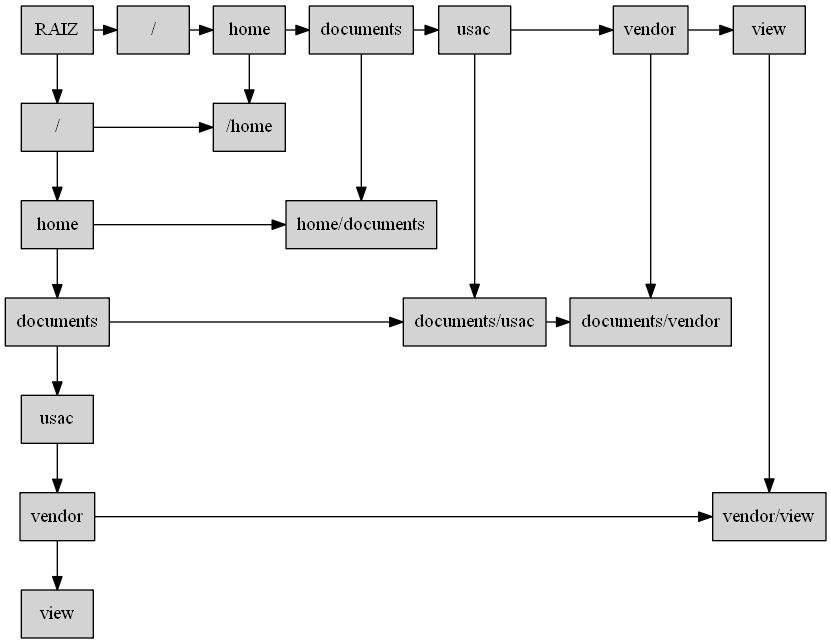 RAIZ
/
home
documents
usac
vendor
view
/
/home
home
home/documents
documents
documents/usac
documents/vendor
usac
vendor
vendor/view
view